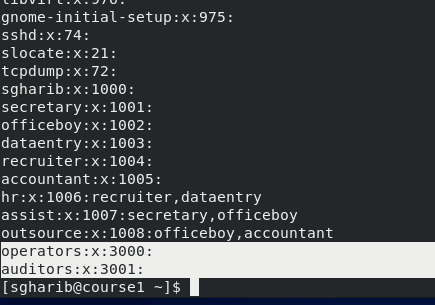 libvirt:x:976:
gnome-initial-setup:x:975:
sshd:x:74:
slocate:x:21:
tcpdump:x:72:
sgharib:x:1000:
secretary:x:1001:
officeboy:x:1002:
dataentry:x:1003:
recruiter:x:1004:
accountant:x:1005:
hr:x:1006:recruiter,dataentry
assist:x:1007:secretary,officeboy
outsource:x:1008:officeboy,accountant
operators:x:3000:
auditors:x:3001:
[sgharib@course1 ~]$